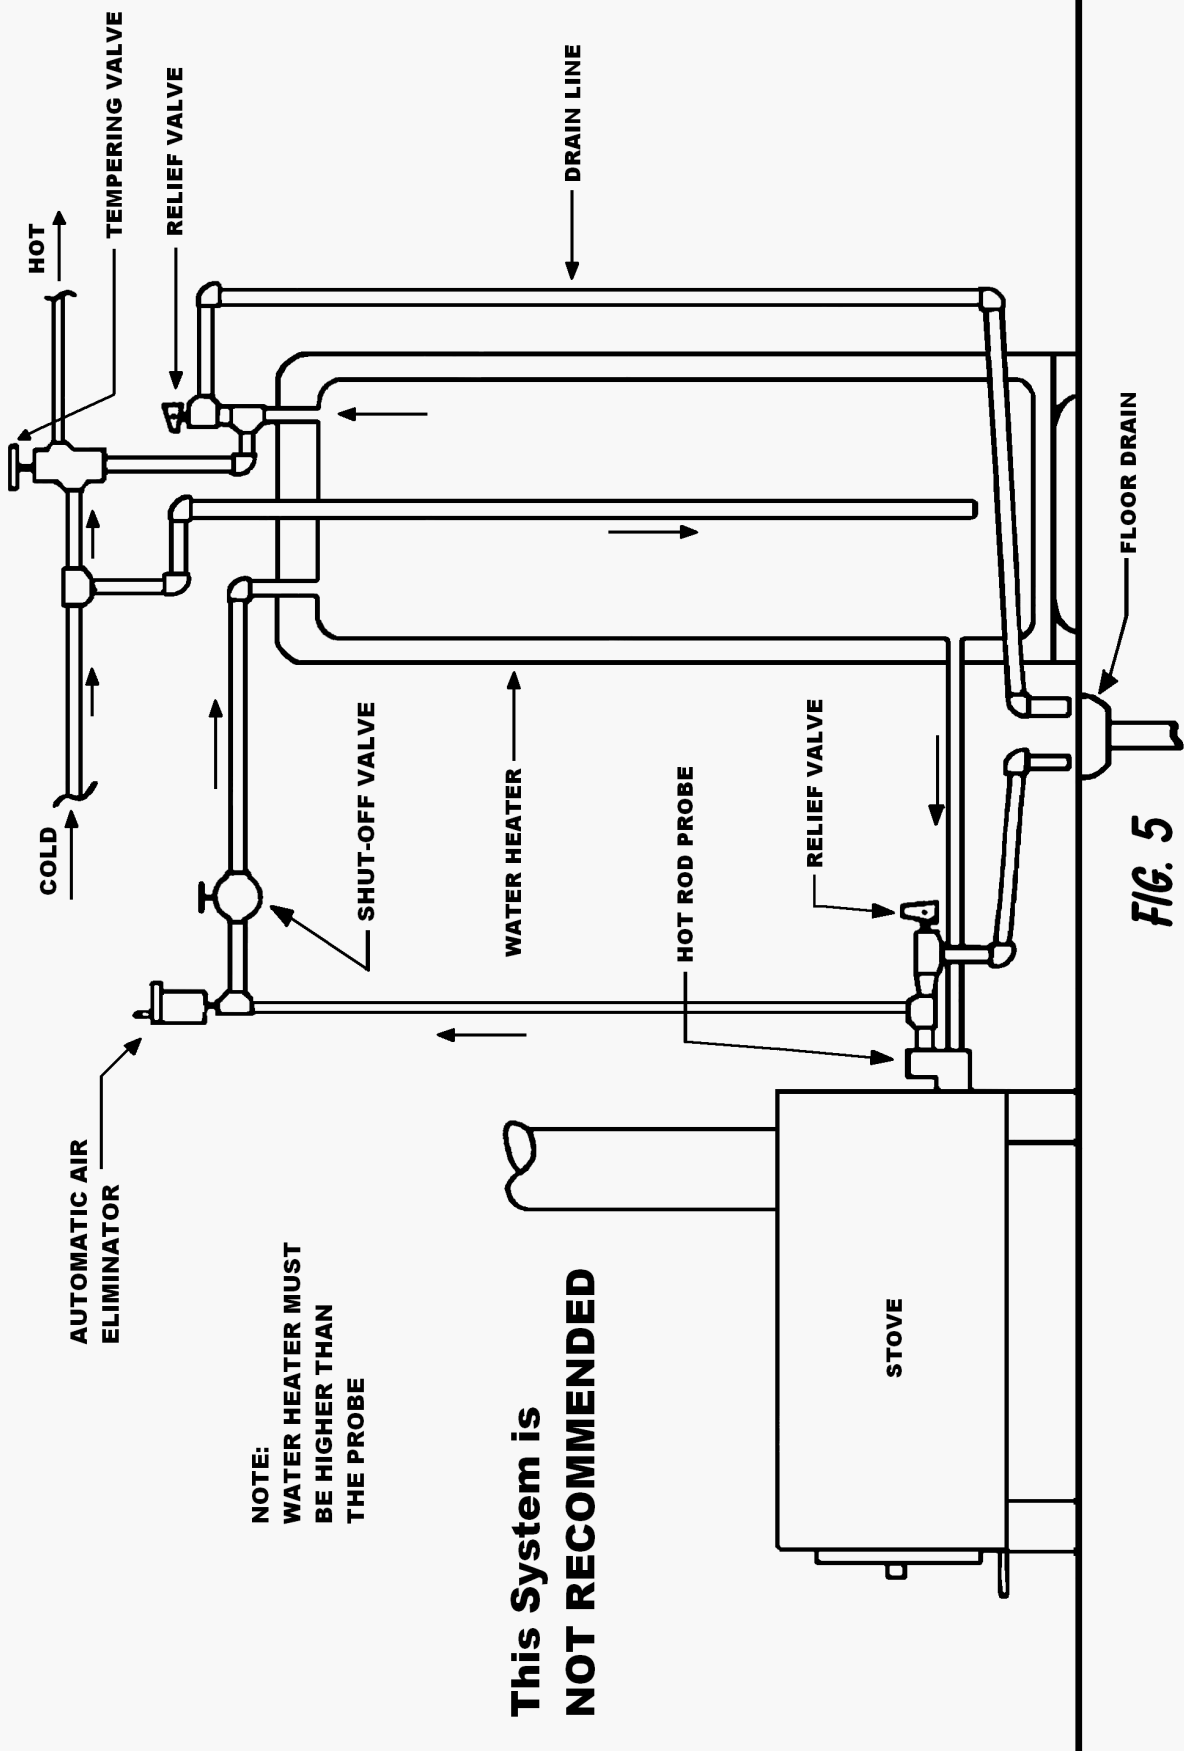 AUTOMATIC AIR
ELIMINATOR
COLD
HOT
TEMPERING VALVE
RELIEF VALVE
NOTE:
WATER HEATER MUST
BE HIGHER THAN
THE PROBE
SHUT-OFF VALVE
This System is
NOT RECOMMENDED
WATER HEATER
DRAIN LINE
HOT ROD PROBE
RELIEF VALVE
STOVE
FLOOR DRAIN
FIG. 5